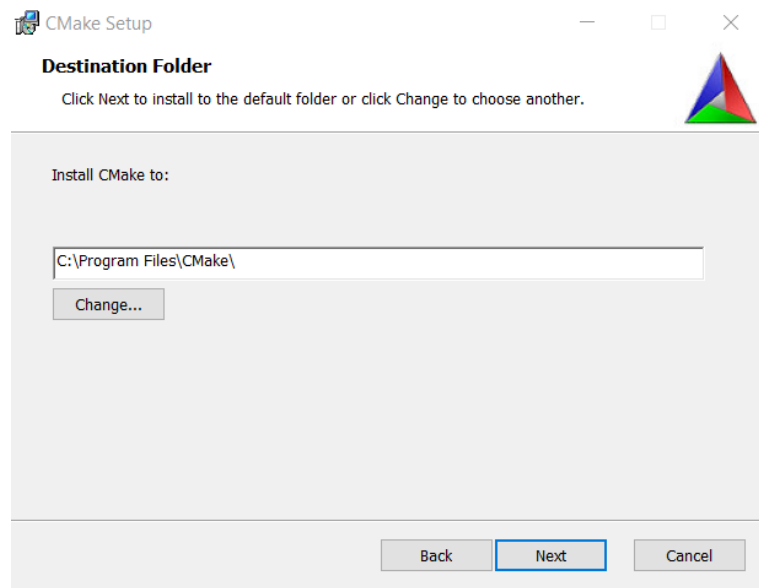 CMake Setup
Destination Folder
Click Next to install to the default folder or click Change to choose another.
Install CMake to:
C:\Program Files\CMake\
Change...
Back Next Cancel